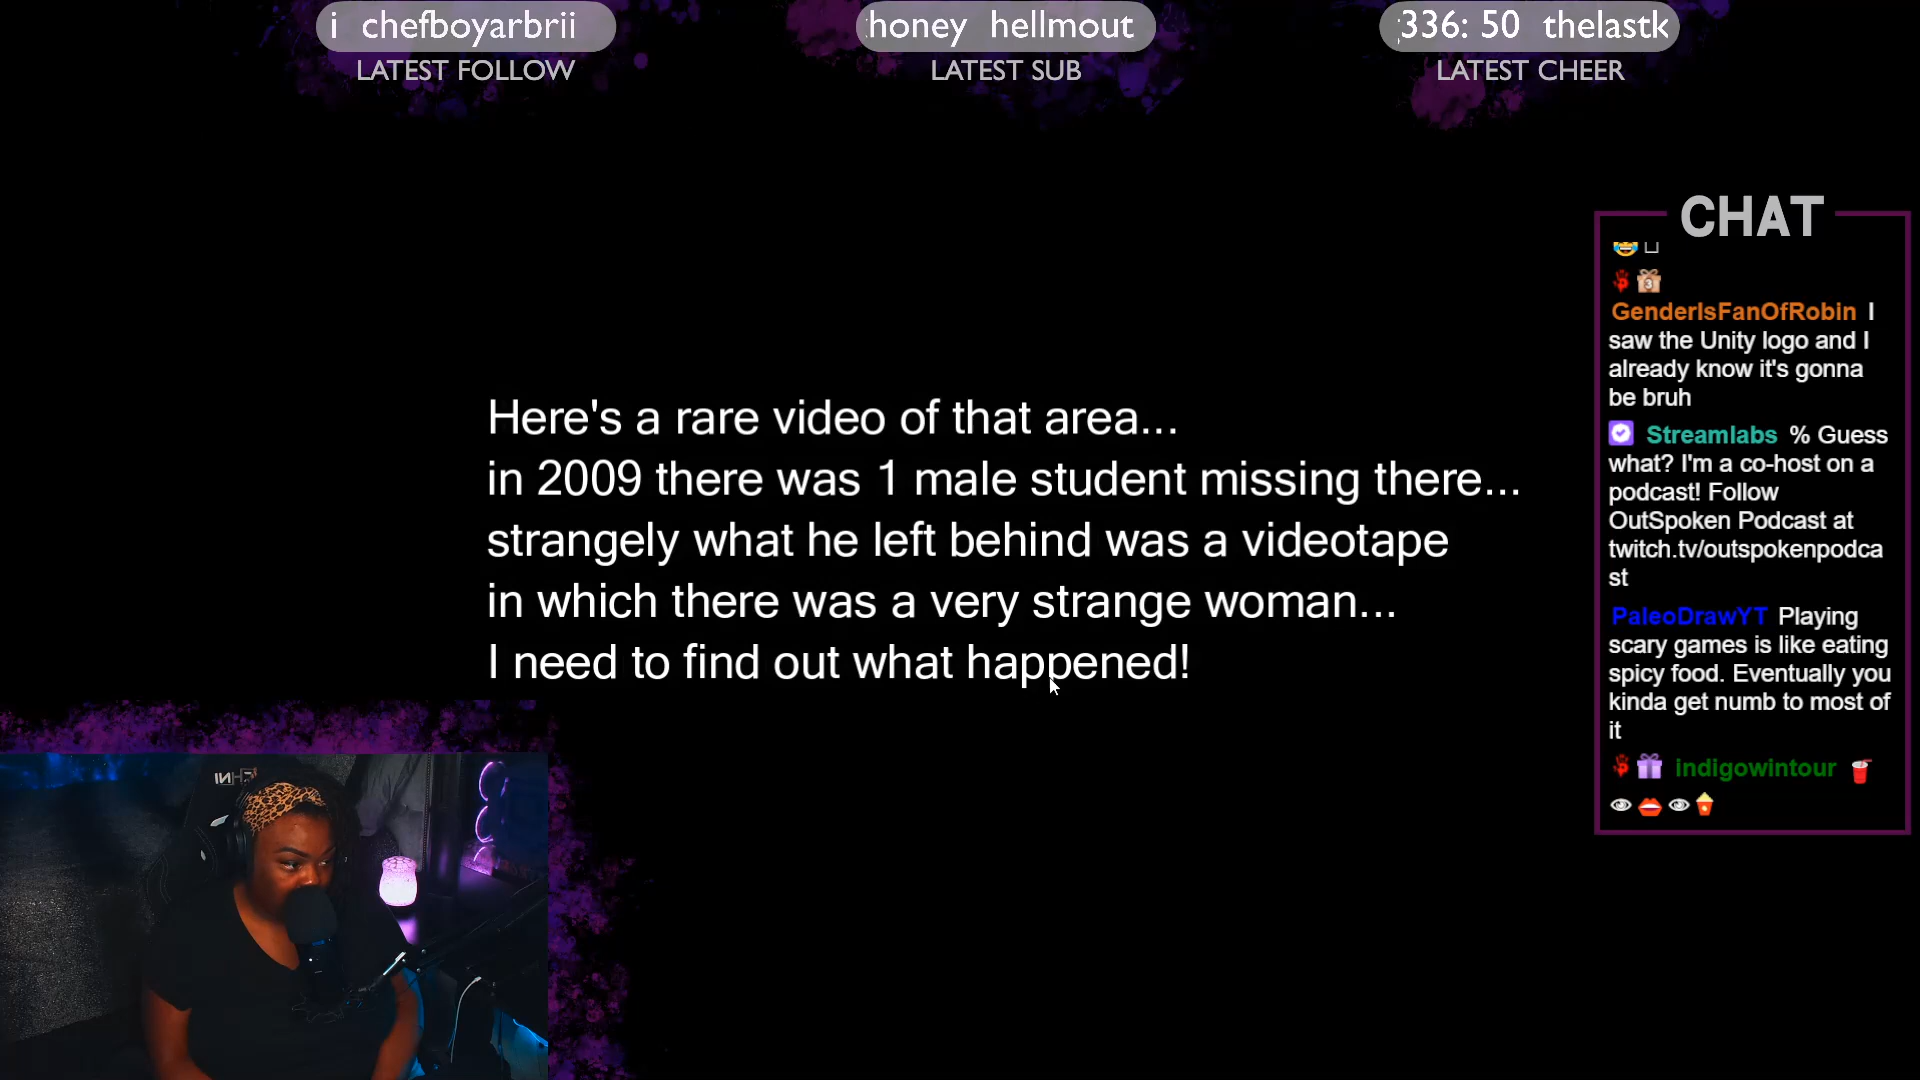 i chefboyarbrii
LATEST FOLLOW
honey hellmout
LATEST SUB
336: 50 thelastk
LATEST CHEER
Here's a rare video of that area...
in 2009 there was 1 male student missing there...
strangely what he left behind was a videotape
in which there was a very strange woman...
I need to find out what happened!
CHAT
GenderIsFanOfRobin I
saw the Unity logo and I
already know it's gonna
be bruh
Streamlabs % Guess
what? I'm a co-host on a
podcast! Follow
OutSpoken Podcast at
twitch.tv/outspokenpodca
st
PaleoDrawYT Playing
scary games is like eating
spicy food. Eventually you
kinda get numb to most of
it
indigowintour